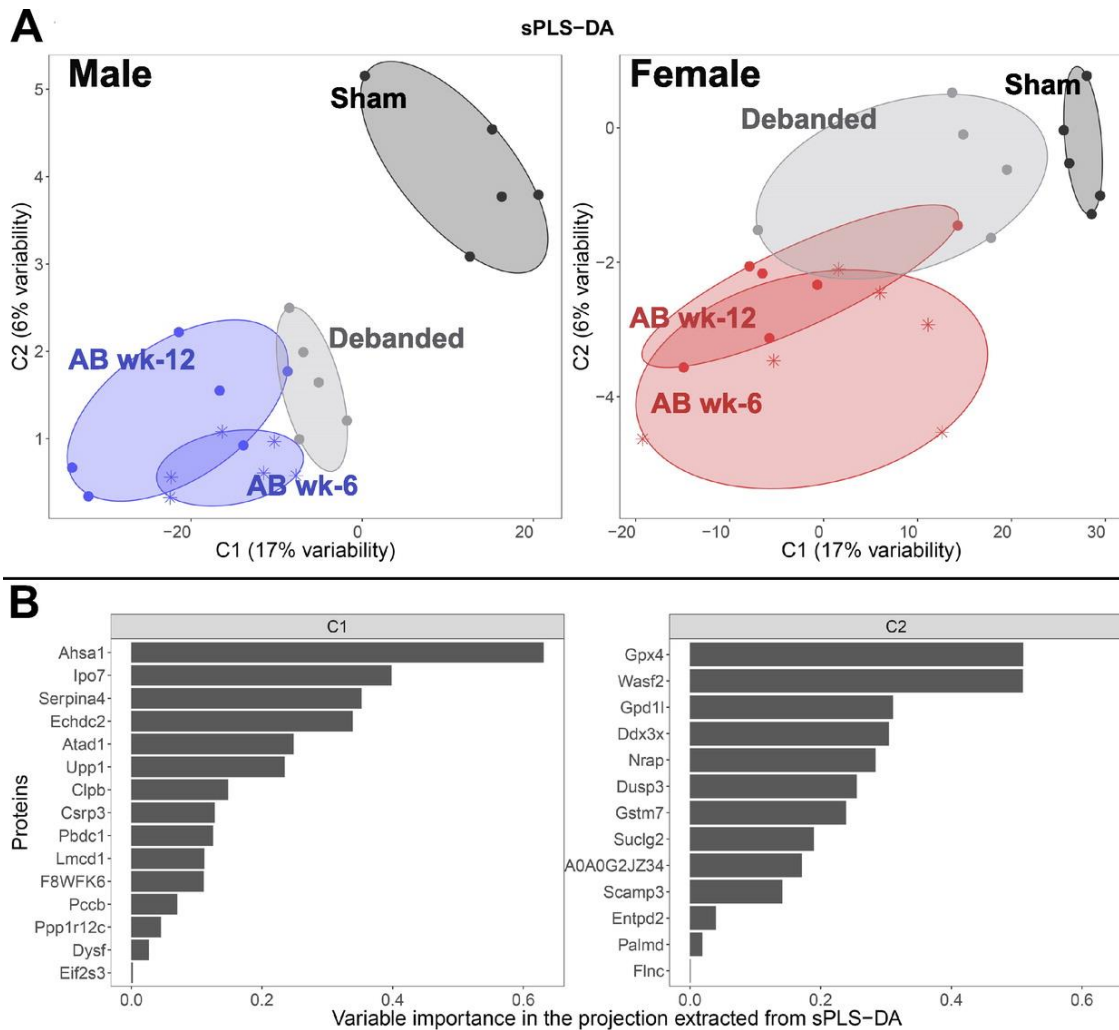 A
sPLS−DA
Male
Sham
Debanded
AB wk-12
AB wk-6
5
4
3
2
1
C2 (6% variability)
−20
0
20
C1 (17% variability)
Female
Sham
Debanded
AB wk-12
AB wk-6
0
−2
−4
C2 (6% variability)
−20
−10
0
10
20
30
C1 (17% variability)
B
C1
Proteins
Ahsa1
Ipo7
Serpina4
Echdc2
Atad1
Upp1
Clpb
Csrp3
Pbdc1
Lmcd1
F8WFK6
Pccb
Ppp1r12c
Dysf
Eif2s3
0.0
0.2
0.4
0.6
C2
Gpx4
Wasf2
Gpd1l
Ddx3x
Nrap
Dusp3
Gstm7
Suclg2
A0A0G2JZ34
Scamp3
Entpd2
Palmd
Flnc
0.0
0.2
0.4
0.6
Variable importance in the projection extracted from sPLS−DA